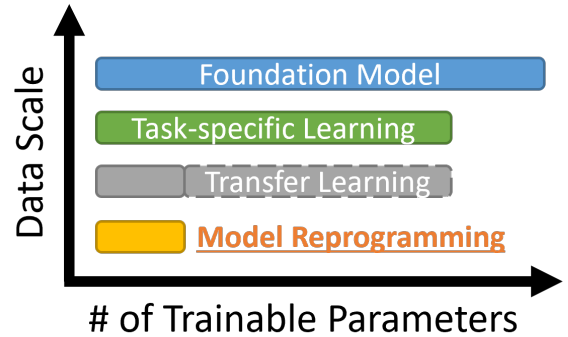 Data Scale
Foundation Model
Task-specific Learning
Transfer Learning
Model Reprogramming
# of Trainable Parameters